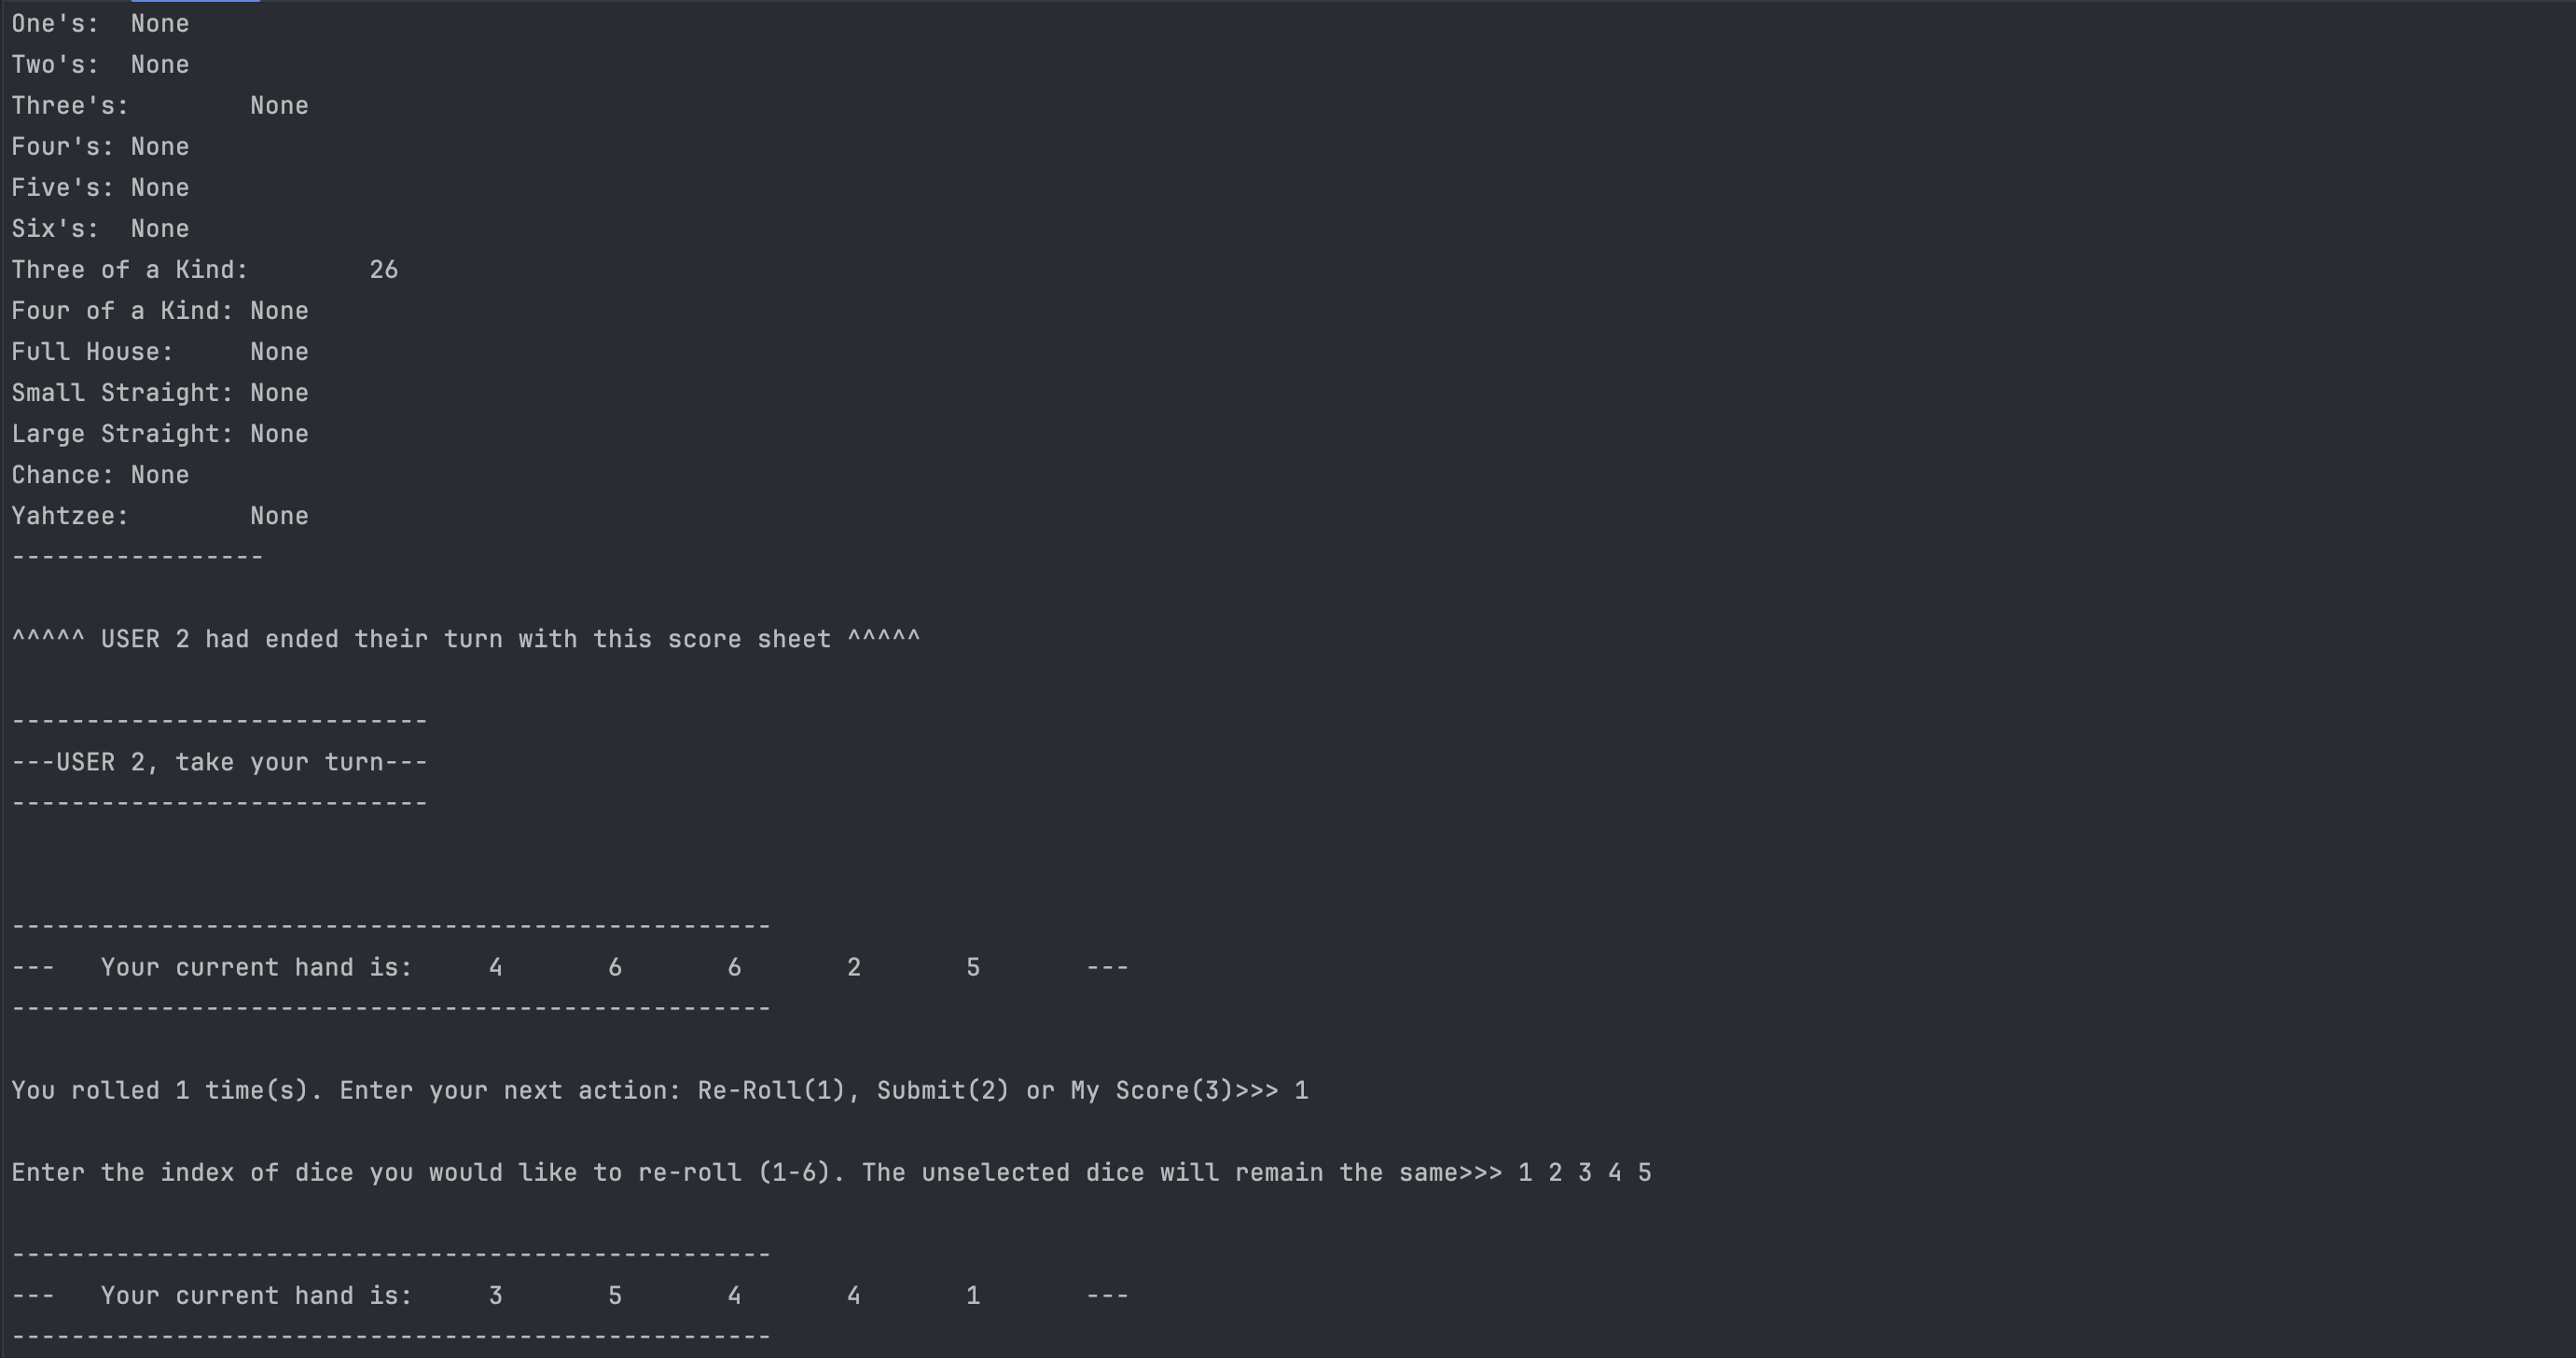 One's:  None
Two's:  None
Three's:        None
Four's: None
Five's: None
Six's:  None
Three of a Kind:        26
Four of a Kind: None
Full House:     None
Small Straight: None
Large Straight: None
Chance: None
Yahtzee:        None
-----------------
^^^^^ USER 2 had ended their turn with this score sheet ^^^^^
----------------------------
---USER 2, take your turn---
----------------------------
---------------------------------------------------
---   Your current hand is:     4       6       6       2       5       ---
---------------------------------------------------
You rolled 1 time(s). Enter your next action: Re-Roll(1), Submit(2) or My Score(3)>>> 1
Enter the index of dice you would like to re-roll (1-6). The unselected dice will remain the same>>> 1 2 3 4 5
---------------------------------------------------
---   Your current hand is:     3       5       4       4       1       ---
---------------------------------------------------